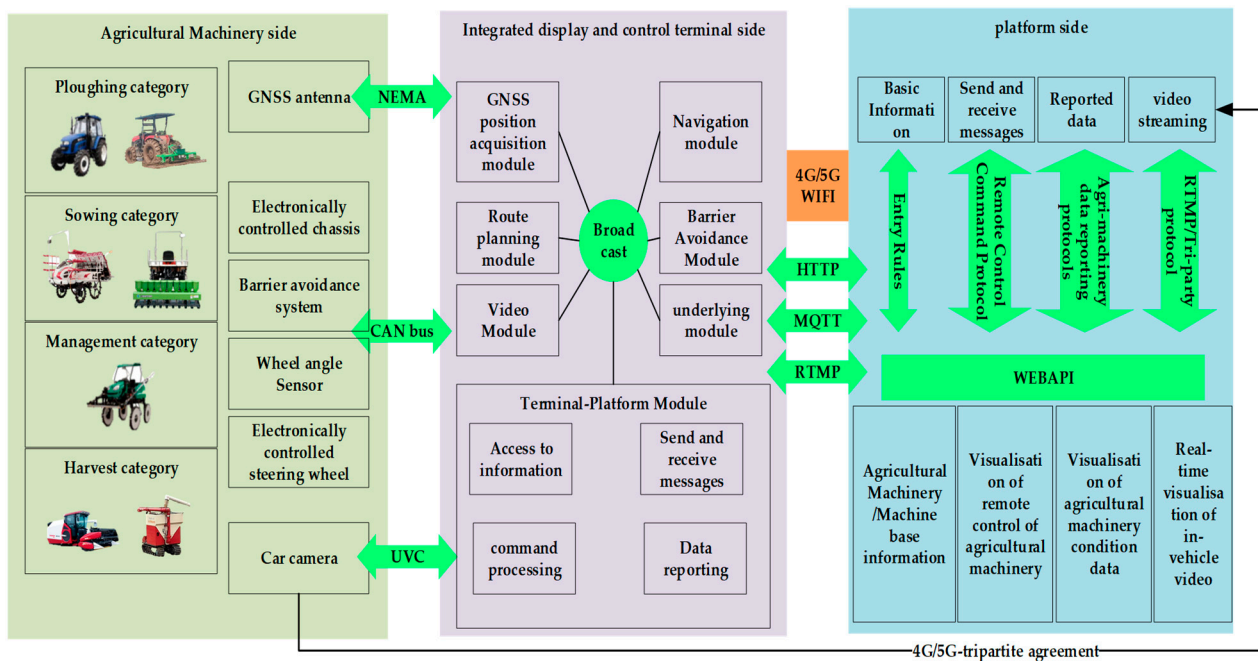 Agricultural Machinery side
Ploughing category
Sowing category
Management category
Harvest category
GNSS antenna
Electronically
controlled chassis
Barrier avoidance
system
Wheel angle
Sensor
Electronically
controlled
steering wheel
Car camera
NEMA
CAN bus
UVC
Integrated display and control terminal side
GNSS
position
acquisition
module
Navigation
module
Route
planning
module
Broad
cast
Barrier
Avoidance
Module
Video
Module
underlying
module
Terminal-Platform Module
Access to
information
Send and
receive
messages
command
processing
Data
reporting
4G/5G
WIFI
HTTP
MQTT
RTMP
platform side
Basic
Informati
on
Send and
receive
messages
Reported
data
video
streaming
Entry Rules
Remote Control
Command Protocol
Agri-machinery
data reporting
protocols
RTMP/Tri-party
protocol
WEBAPI
Agricultural
Machinery
/Machine
base
information
Visualisati
on of
remote
control of
agricultural
machinery
Visualisati
on of
agricultural
machinery
condition
data
Real-
time
visualisa
tion of
in-
vehicle
video
4G/5G-tripartite agreement